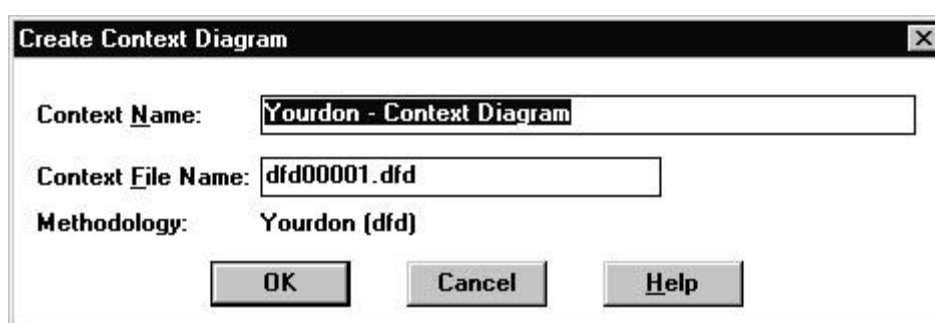 Create Context Diagram
Context Name: Yourdon - Context Diagram
Context File Name: dfd00001.dfd
Methodology: Yourdon (dfd)
OK Cancel Help